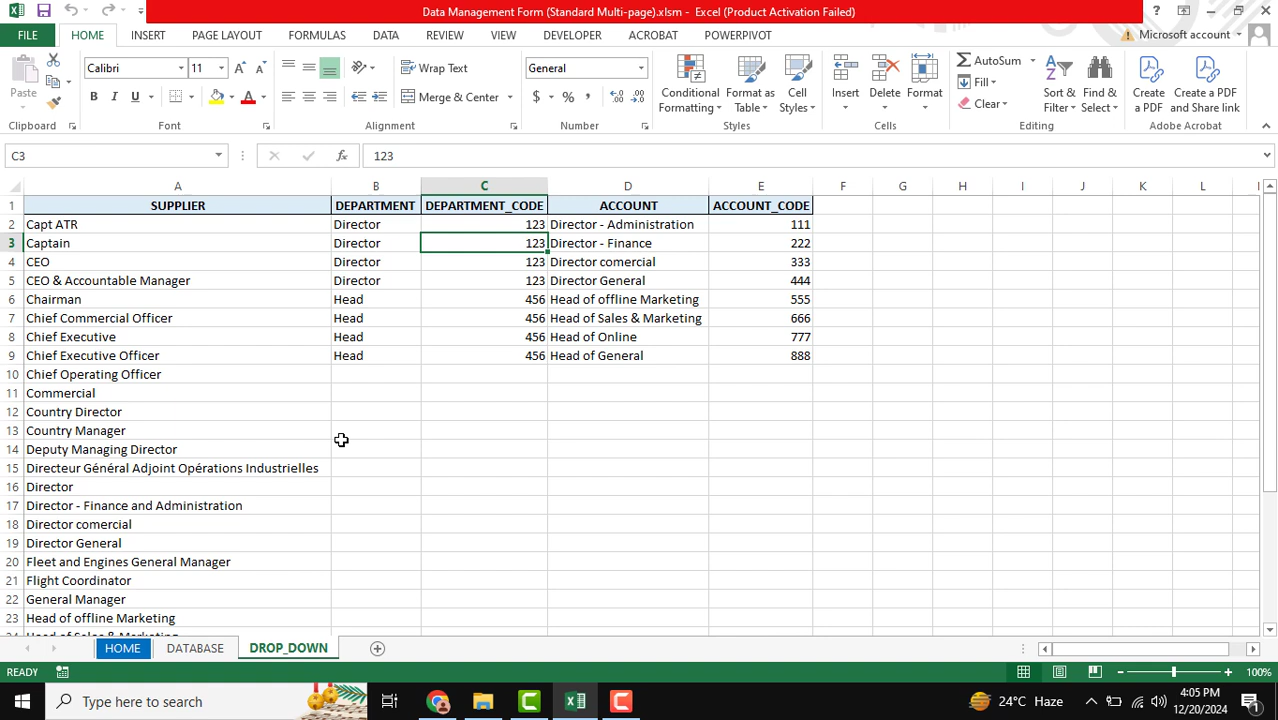 Data Management Form (Standard Multi-page).xlsm - Excel (Product Activation Failed)
FILE HOME INSERT PAGE LAYOUT FORMULAS DATA REVIEW VIEW DEVELOPER ACROBAT POWERPIVOT Microsoft account
Paste
Calibri 11
B I U
Wrap Text
Merge & Center
General
$ % ,
Conditional Formatting
Format as Table
Cell Styles
Insert
Delete
Format
AutoSum
Fill
Clear
Sort & Filter
Find & Select
Create a PDF
Create a PDF and Share link
Clipboard Font Alignment Number Styles Cells Editing Adobe Acrobat
C3 fx 123
A B C D E F G H I J K L
1 SUPPLIER DEPARTMENT DEPARTMENT_CODE ACCOUNT ACCOUNT_CODE
2 Capt ATR Director 123 Director - Administration 111
3 Captain Director 123 Director - Finance 222
4 CEO Director 123 Director comercial 333
5 CEO & Accountable Manager Director 123 Director General 444
6 Chairman Head 456 Head of offline Marketing 555
7 Chief Commercial Officer Head 456 Head of Sales & Marketing 666
8 Chief Executive Head 456 Head of Online 777
9 Chief Executive Officer Head 456 Head of General 888
10 Chief Operating Officer
11 Commercial
12 Country Director
13 Country Manager
14 Deputy Managing Director
15 Directeur Général Adjoint Opérations Industrielles
16 Director
17 Director - Finance and Administration
18 Director comercial
19 Director General
20 Fleet and Engines General Manager
21 Flight Coordinator
22 General Manager
23 Head of offline Marketing
24 Head of Sales & Marketing
HOME DATABASE DROP_DOWN
READY 100%
Type here to search
24°C Haze
4:05 PM
12/20/2024
1